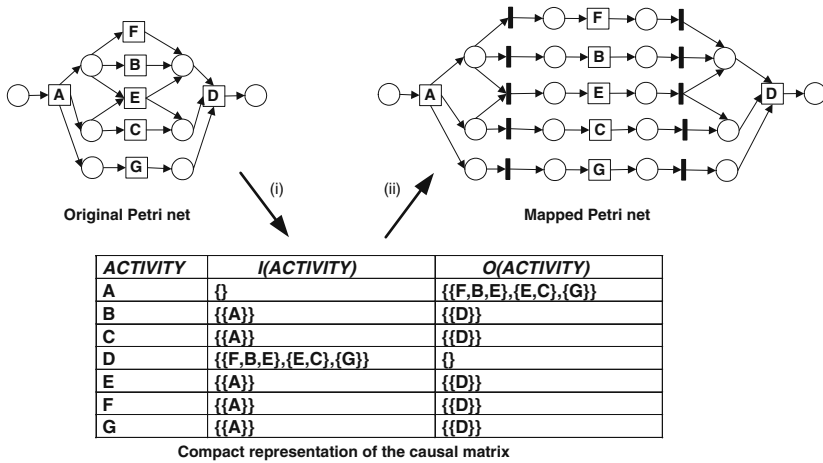 F
B
A
E
D
C
G
Original Petri net
F
B
A
E
D
C
G
Mapped Petri net
(i)
(ii)
ACTIVITY I(ACTIVITY) O(ACTIVITY)
A {} {{F,B,E},{E,C},{G}}
B {{A}} {{D}}
C {{A}} {{D}}
D {{F,B,E},{E,C},{G}} {}
E {{A}} {{D}}
F {{A}} {{D}}
G {{A}} {{D}}
Compact representation of the causal matrix